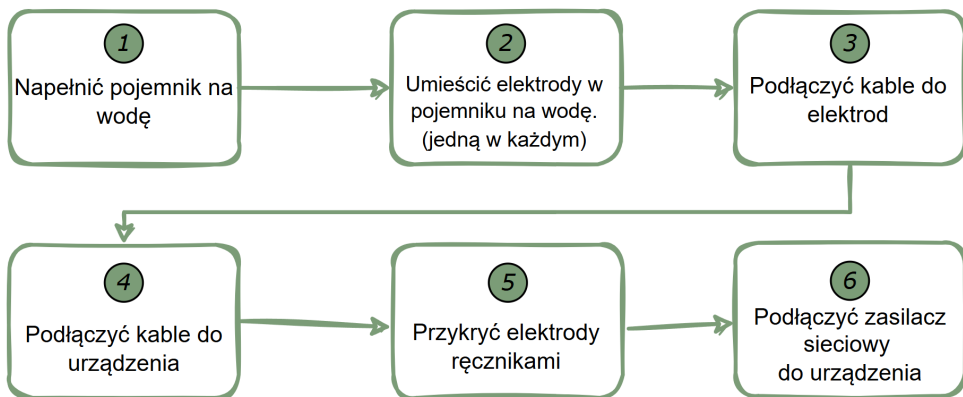 1
Napełnić pojemnik na
wodę
2
Umieścić elektrody w
pojemniku na wodę.
(jedną w każdym)
3
Podłączyć kable do
elektrod
4
Podłączyć kable do
urządzenia
5
Przykryć elektrody
ręcznikami
6
Podłączyć zasilacz
sieciowy
do urządzenia